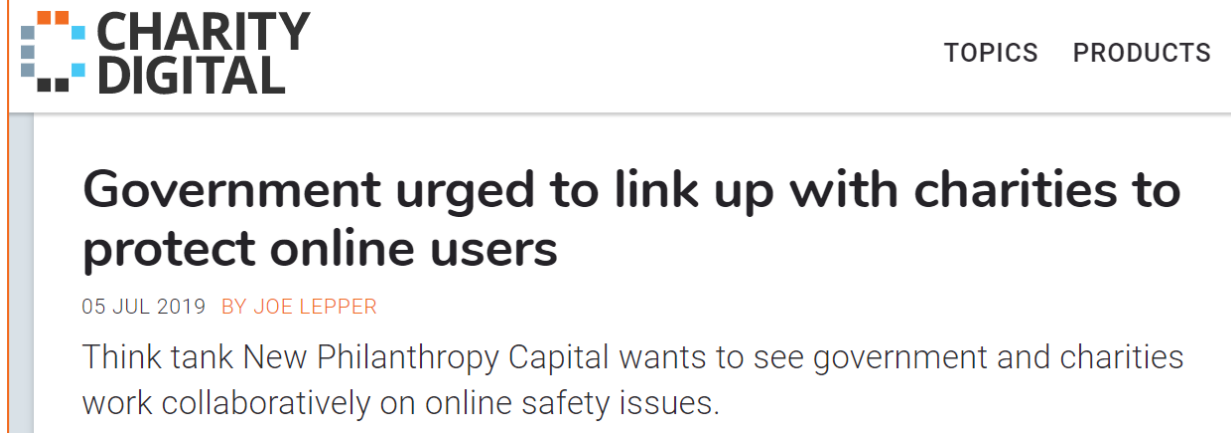 CHARITY
DIGITAL
TOPICS PRODUCTS
Government urged to link up with charities to
protect online users
05 JUL 2019 BY JOE LEPPER
Think tank New Philanthropy Capital wants to see government and charities
work collaboratively on online safety issues.